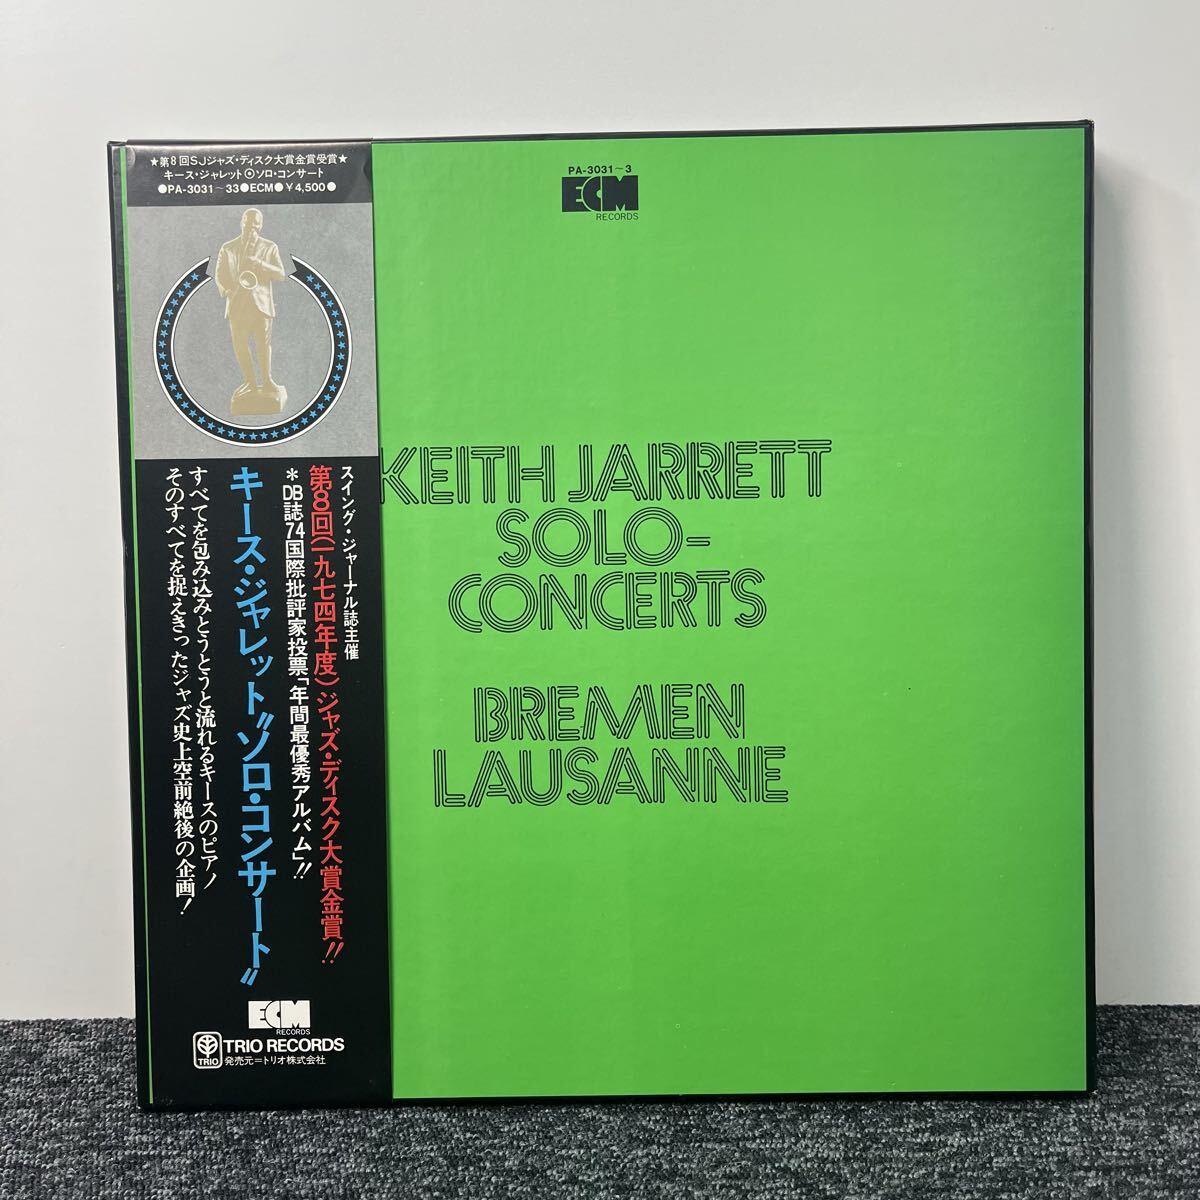 ★第8回SJジャズ・ディスク大賞金賞受賞★
キース・ジャレット⦿ソロ・コンサート
●PA-3031〜33●ECM●¥4,500●
スイング・ジャーナル誌主催
第8回(一九七四年度)ジャズ・ディスク大賞金賞!!
*DB誌74国際批評家投票「年間最優秀アルバム」!!
キース・ジャレット“ソロ・コンサート”
すべてを包み込みとうとうと流れるキースのピアノ
そのすべてを捉えきったジャズ史上空前絶後の企画!
ECM
RECORDS
TRIO
TRIO RECORDS
発売元=トリオ株式会社
PA-3031〜3
ECM
RECORDS
KEITH JARRETT
SOLO-
CONCERTS
BREMEN
LAUSANNE